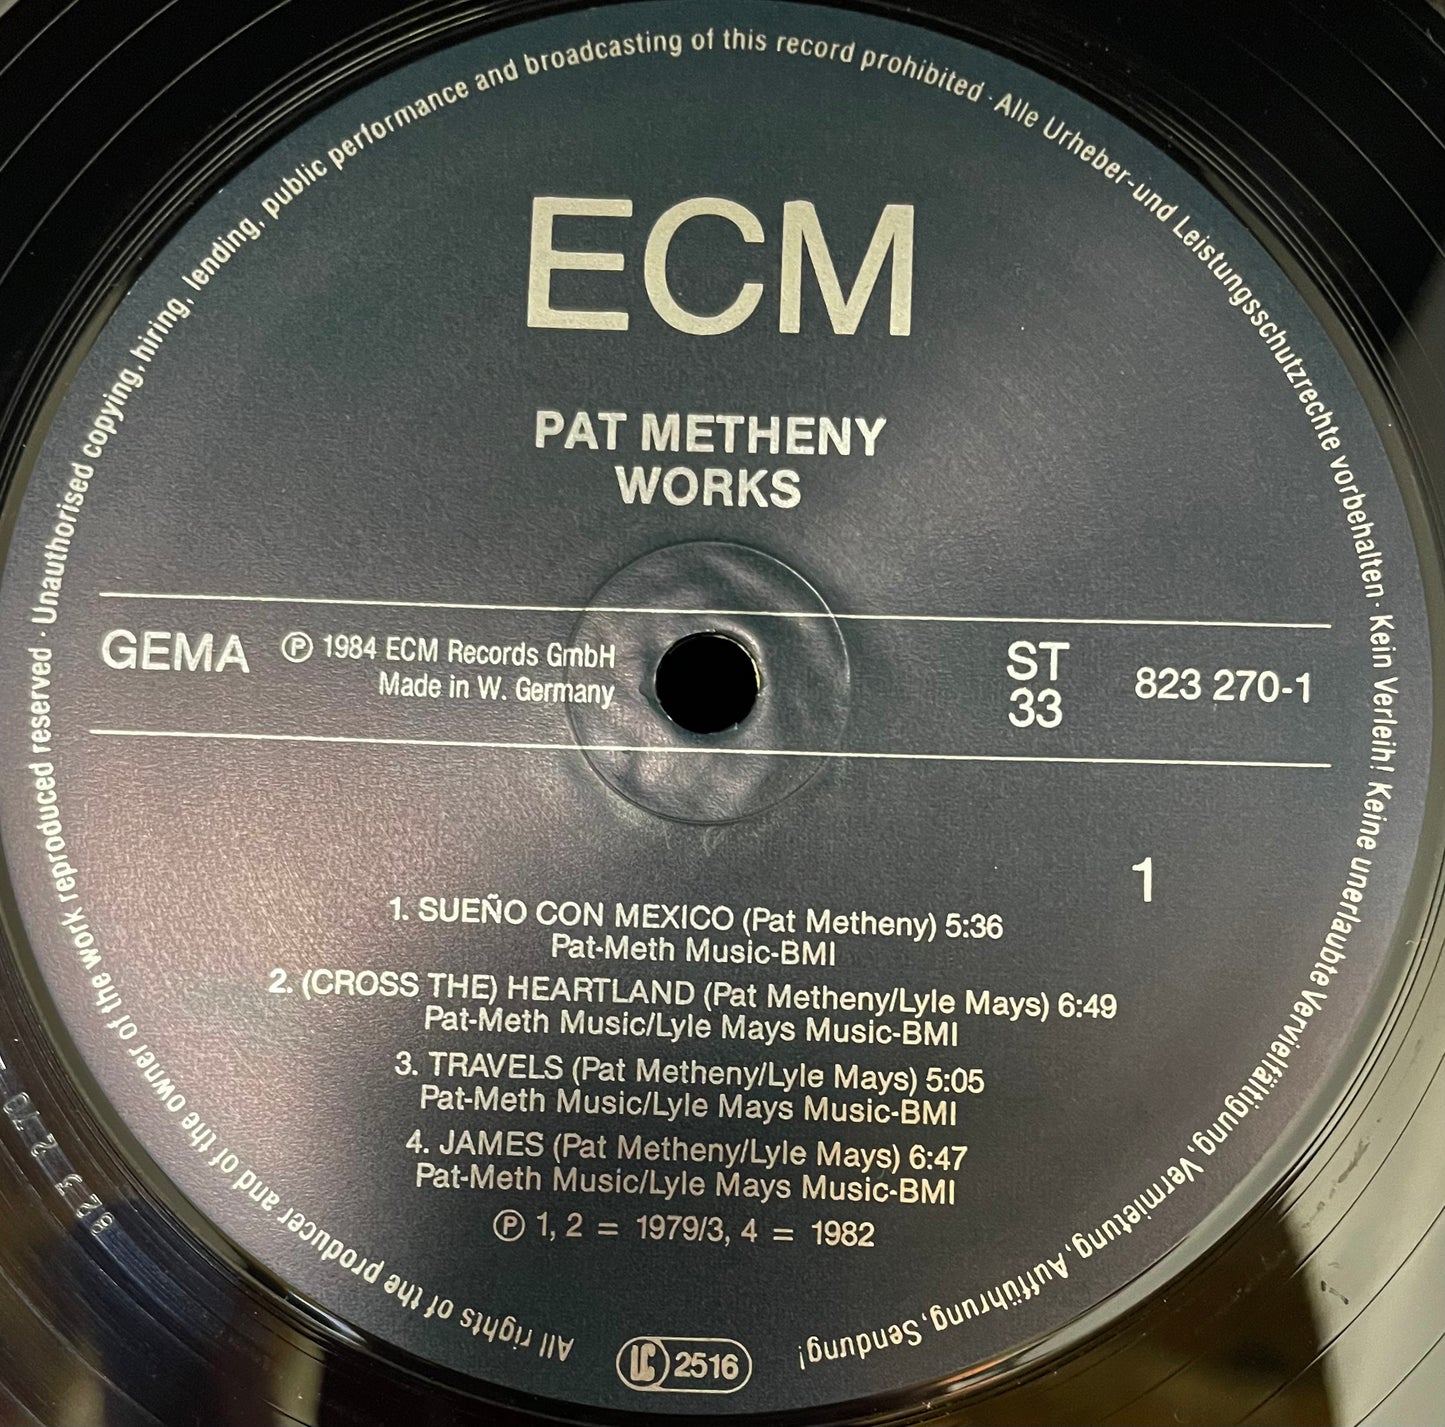 All rights of the producer and of the owner of the work reproduced reserved · Unauthorised copying, hiring, lending, public performance and broadcasting of this record prohibited · Alle Urheber-und Leistungsschutzrechte vorbehalten · Kein Verleih! Keine unerlaubte Vervielfältigung, Vermietung, Aufführung, Sendung!
ECM
PAT METHENY
WORKS
GEMA
℗ 1984 ECM Records GmbH
Made in W. Germany
ST
33
823 270-1
1
1. SUEÑO CON MEXICO (Pat Metheny) 5:36
Pat-Meth Music-BMI
2. (CROSS THE) HEARTLAND (Pat Metheny/Lyle Mays) 6:49
Pat-Meth Music/Lyle Mays Music-BMI
3. TRAVELS (Pat Metheny/Lyle Mays) 5:05
Pat-Meth Music/Lyle Mays Music-BMI
4. JAMES (Pat Metheny/Lyle Mays) 6:47
Pat-Meth Music/Lyle Mays Music-BMI
℗ 1, 2 = 1979/3, 4 = 1982
LC 2516